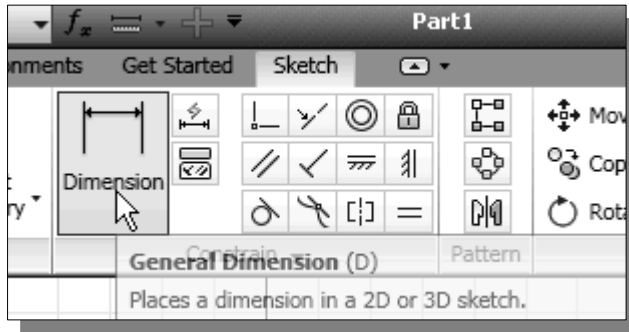 fx Part1
nments Get Started Sketch
Dimension
Mov
Cop
ry Rota
Constrain Pattern
General Dimension (D)
Places a dimension in a 2D or 3D sketch.